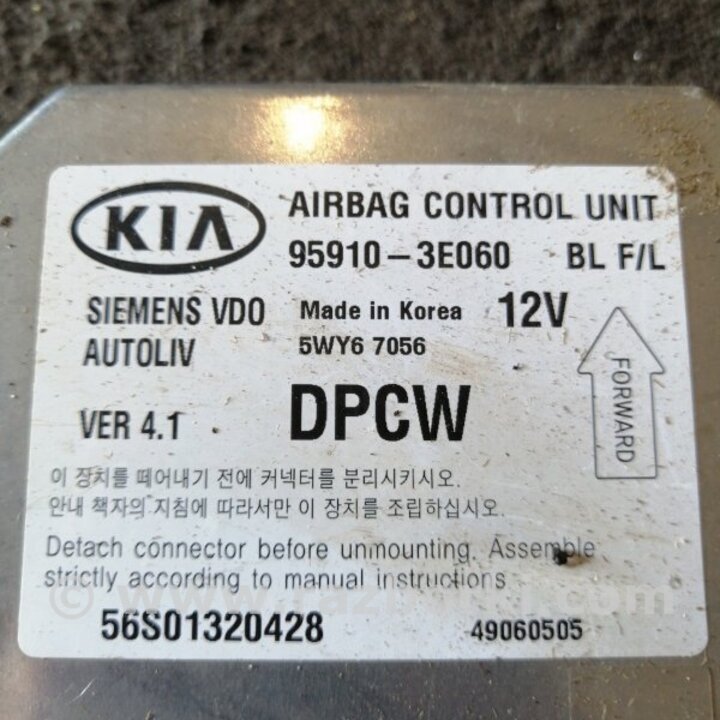 KIA
AIRBAG CONTROL UNIT
95910-3E060 BL F/L
SIEMENS VDO Made in Korea 12V
AUTOLIV 5WY6 7056
FORWARD
VER 4.1 DPCW
이 장치를 떼어내기 전에 커넥터를 분리시키시오.
안내 책자의 지침에 따라서만 이 장치를 조립하십시오.
Detach connector before unmounting. Assemble
strictly according to manual instructions
56S01320428 49060505